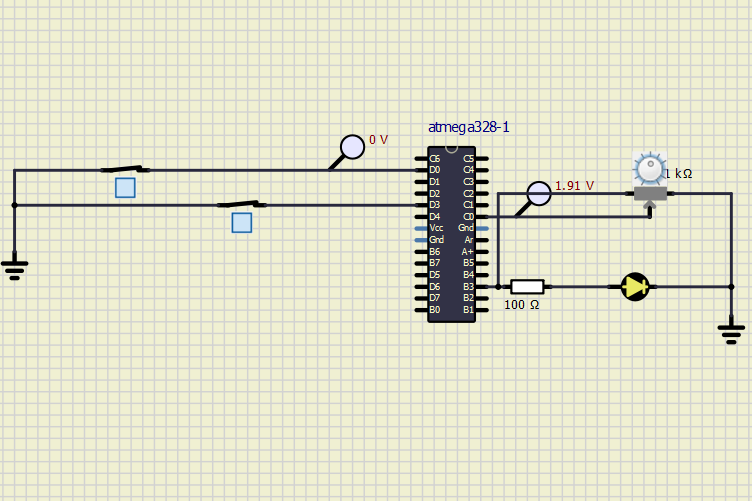 atmega328-1
0 V
1.91 V
1 kΩ
C6 C5
D0 C4
D1 C3
D2 C2
D3 C1
D4 C0
Vcc Gnd
Gnd Ar
B6 A+
B7 B5
D5 B4
D6 B3
D7 B2
B0 B1
100 Ω